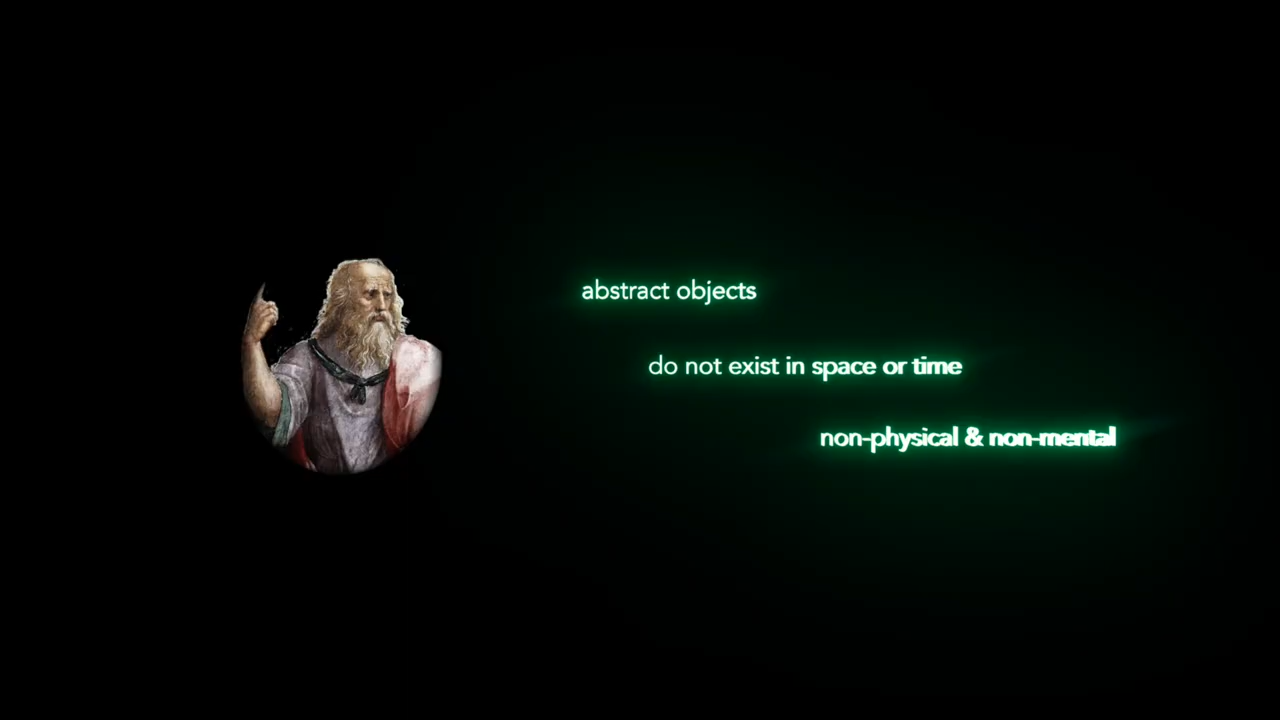 abstract objects
do not exist in space or time
non-physical & non-mental